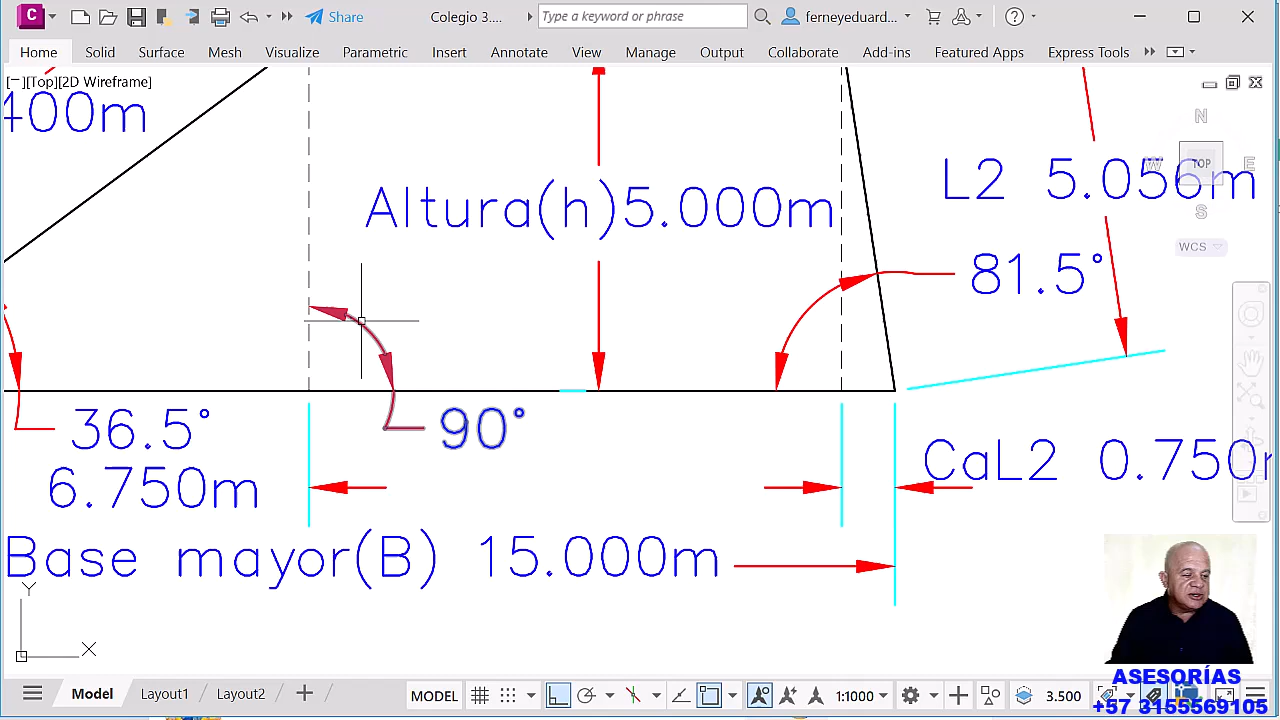 Share
Colegio 3....
Type a keyword or phrase
ferneyeduard...
Home Solid Surface Mesh Visualize Parametric Insert Annotate View Manage Output Collaborate Add-ins Featured Apps Express Tools
[−][Top][2D Wireframe]
400m
N
W TOP E
S
WCS
L2 5.056m
Altura(h)5.000m
81.5°
36.5°
90°
6.750m
CaL2 0.750m
Base mayor(B) 15.000m
Y
X
ASESORÍAS
+57 3155569105
Model Layout1 Layout2
MODEL 1:1000 3.500